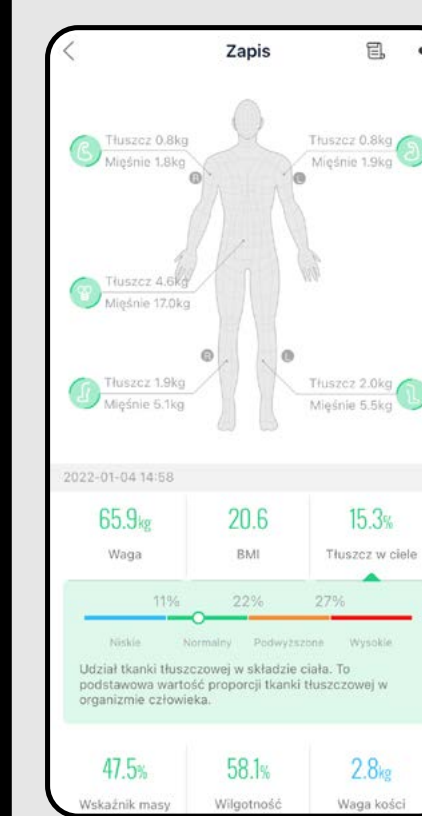 Zapis
Tłuszcz 0.8kg
Mięśnie 1.8kg
Tłuszcz 0.8kg
Mięśnie 1.9kg
R
L
Tłuszcz 4.6kg
Mięśnie 17.0kg
R
L
Tłuszcz 1.9kg
Mięśnie 5.1kg
Tłuszcz 2.0kg
Mięśnie 5.5kg
2022-01-04 14:58
65.9kg 20.6 15.3%
Waga BMI Tłuszcz w ciele
11% 22% 27%
Niskie Normalny Podwyższone Wysokie
Udział tkanki tłuszczowej w składzie ciała. To
podstawowa wartość proporcji tkanki tłuszczowej w
organizmie człowieka.
47.5% 58.1% 2.8kg
Wskaźnik masy Wilgotność Waga kości